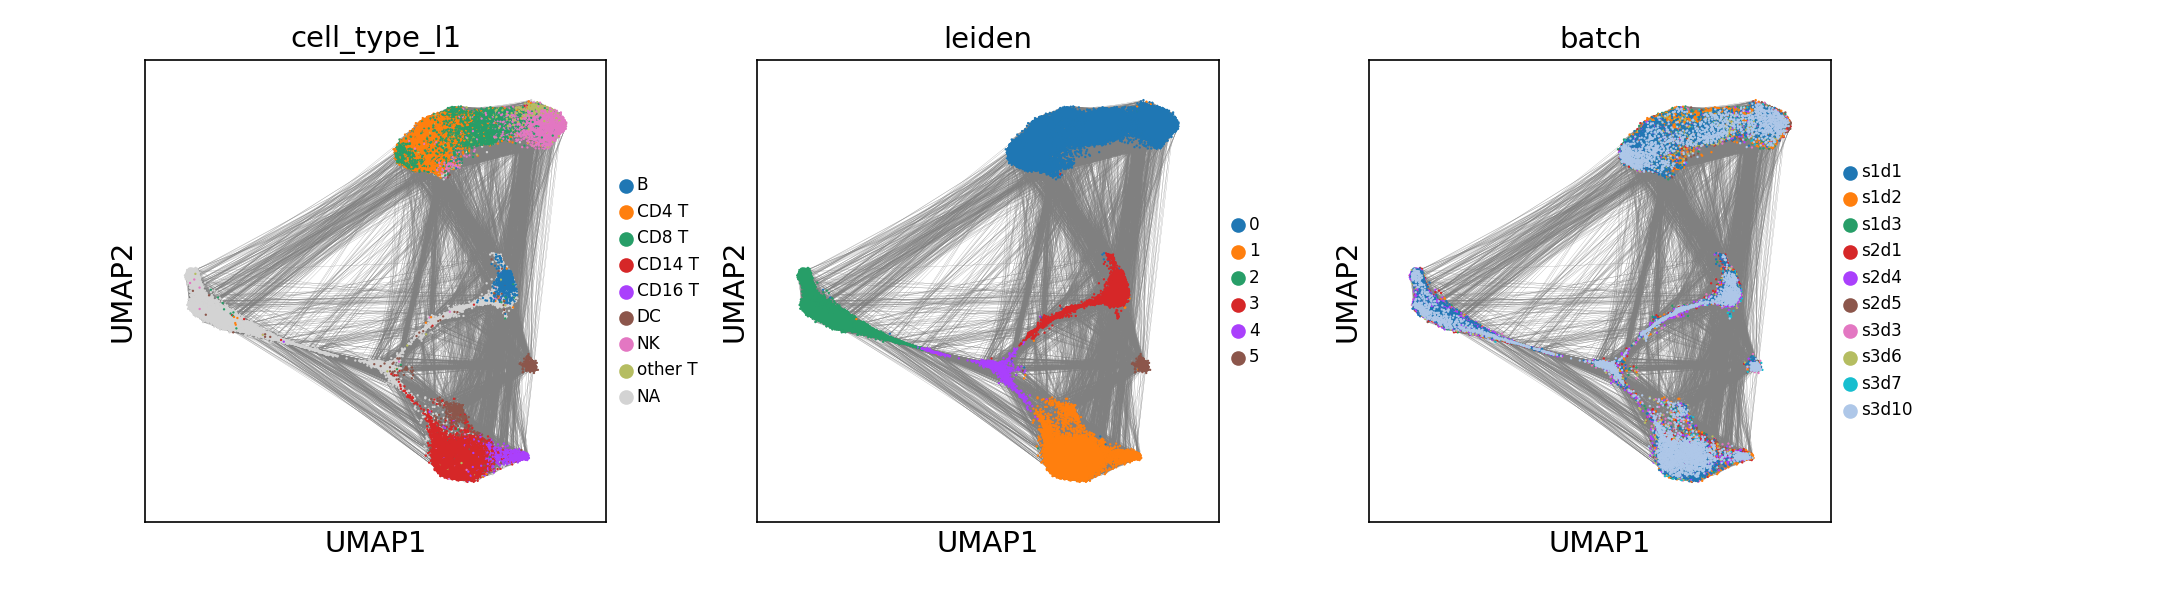 cell_type_l1
UMAP2
UMAP1
B
CD4 T
CD8 T
CD14 T
CD16 T
DC
NK
other T
NA
leiden
UMAP2
UMAP1
0
1
2
3
4
5
batch
UMAP2
UMAP1
s1d1
s1d2
s1d3
s2d1
s2d4
s2d5
s3d3
s3d6
s3d7
s3d10